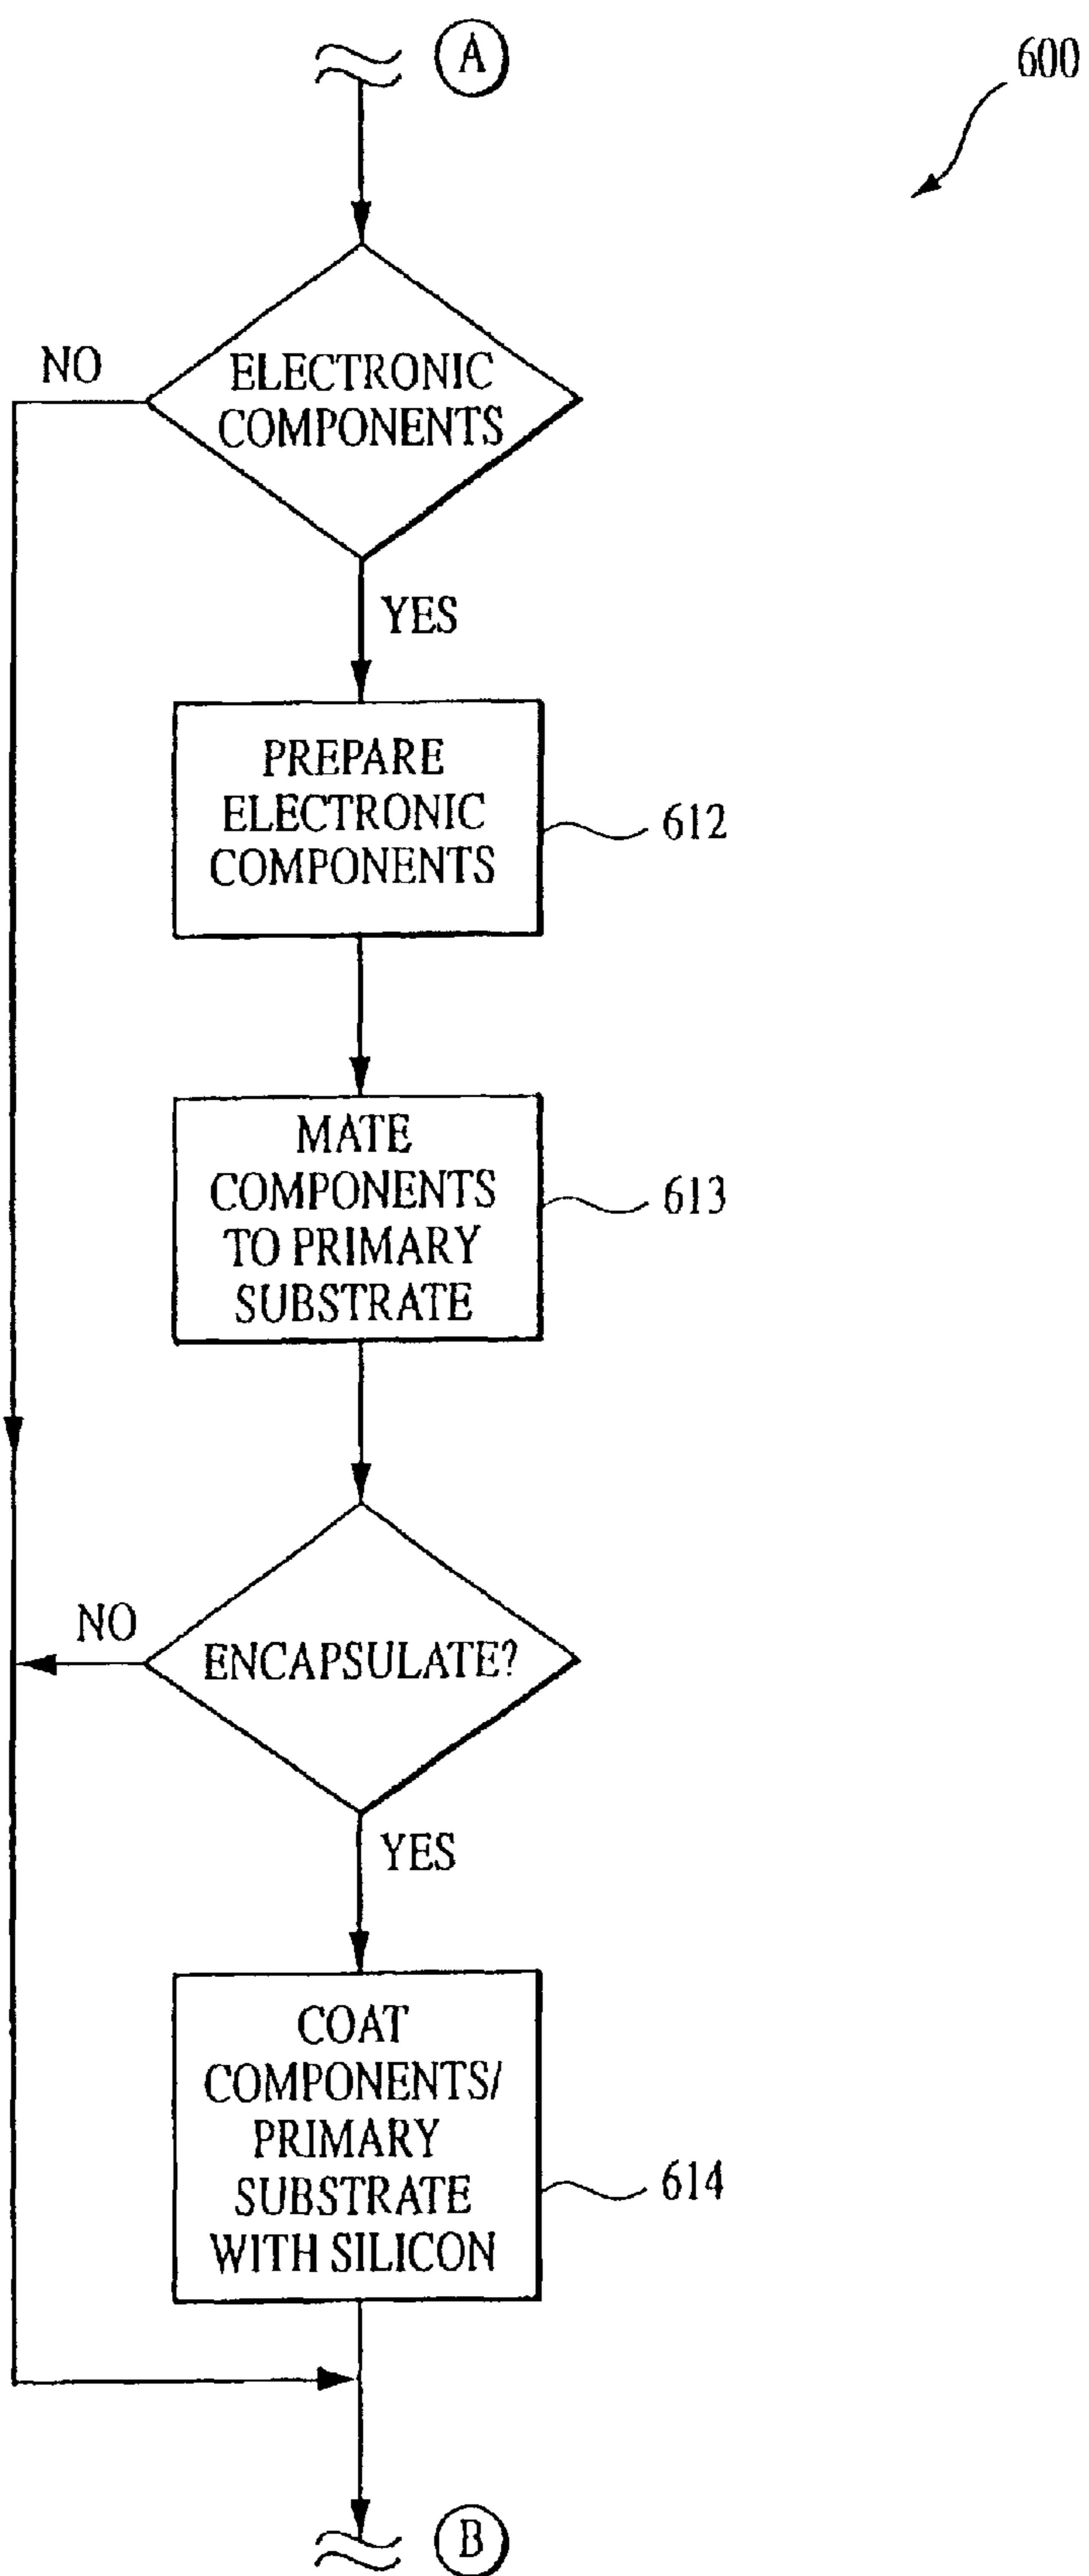 A
600
NO
ELECTRONIC
COMPONENTS
YES
PREPARE
ELECTRONIC
COMPONENTS
612
MATE
COMPONENTS
TO PRIMARY
SUBSTRATE
613
NO
ENCAPSULATE?
YES
COAT
COMPONENTS/
PRIMARY
SUBSTRATE
WITH SILICON
614
B